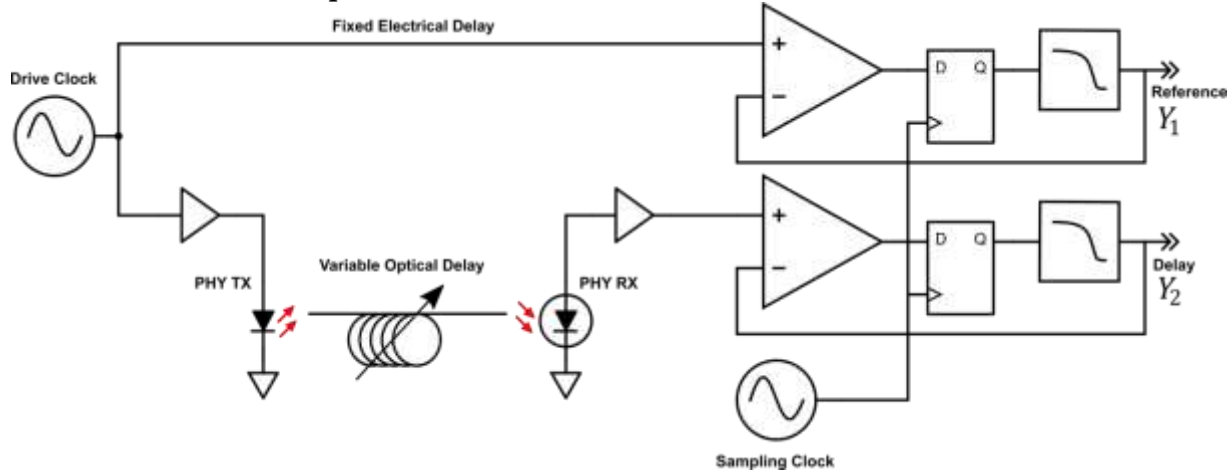 Fixed Electrical Delay
Drive Clock
+
−
D Q
Reference
Y₁
+
−
D Q
Variable Optical Delay
PHY TX
PHY RX
Delay
Y₂
Sampling Clock